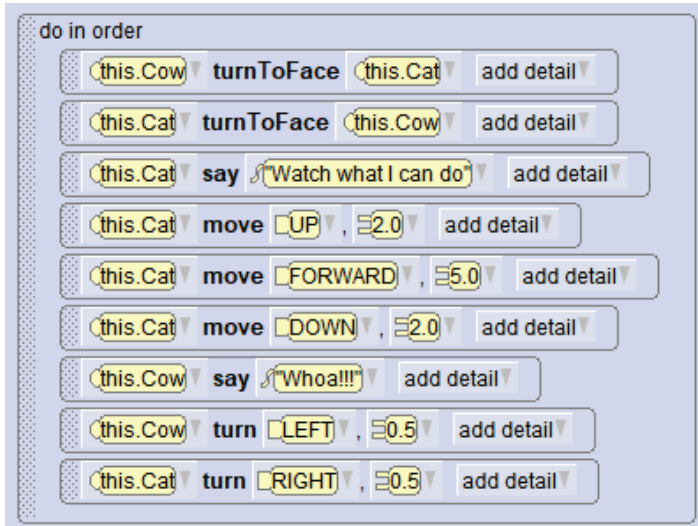 do in order
this.Cow turnToFace this.Cat add detail
this.Cat turnToFace this.Cow add detail
this.Cat say "Watch what I can do" add detail
this.Cat move UP , 2.0 add detail
this.Cat move FORWARD , 5.0 add detail
this.Cat move DOWN , 2.0 add detail
this.Cow say "Whoa!!!" add detail
this.Cow turn LEFT , 0.5 add detail
this.Cat turn RIGHT , 0.5 add detail